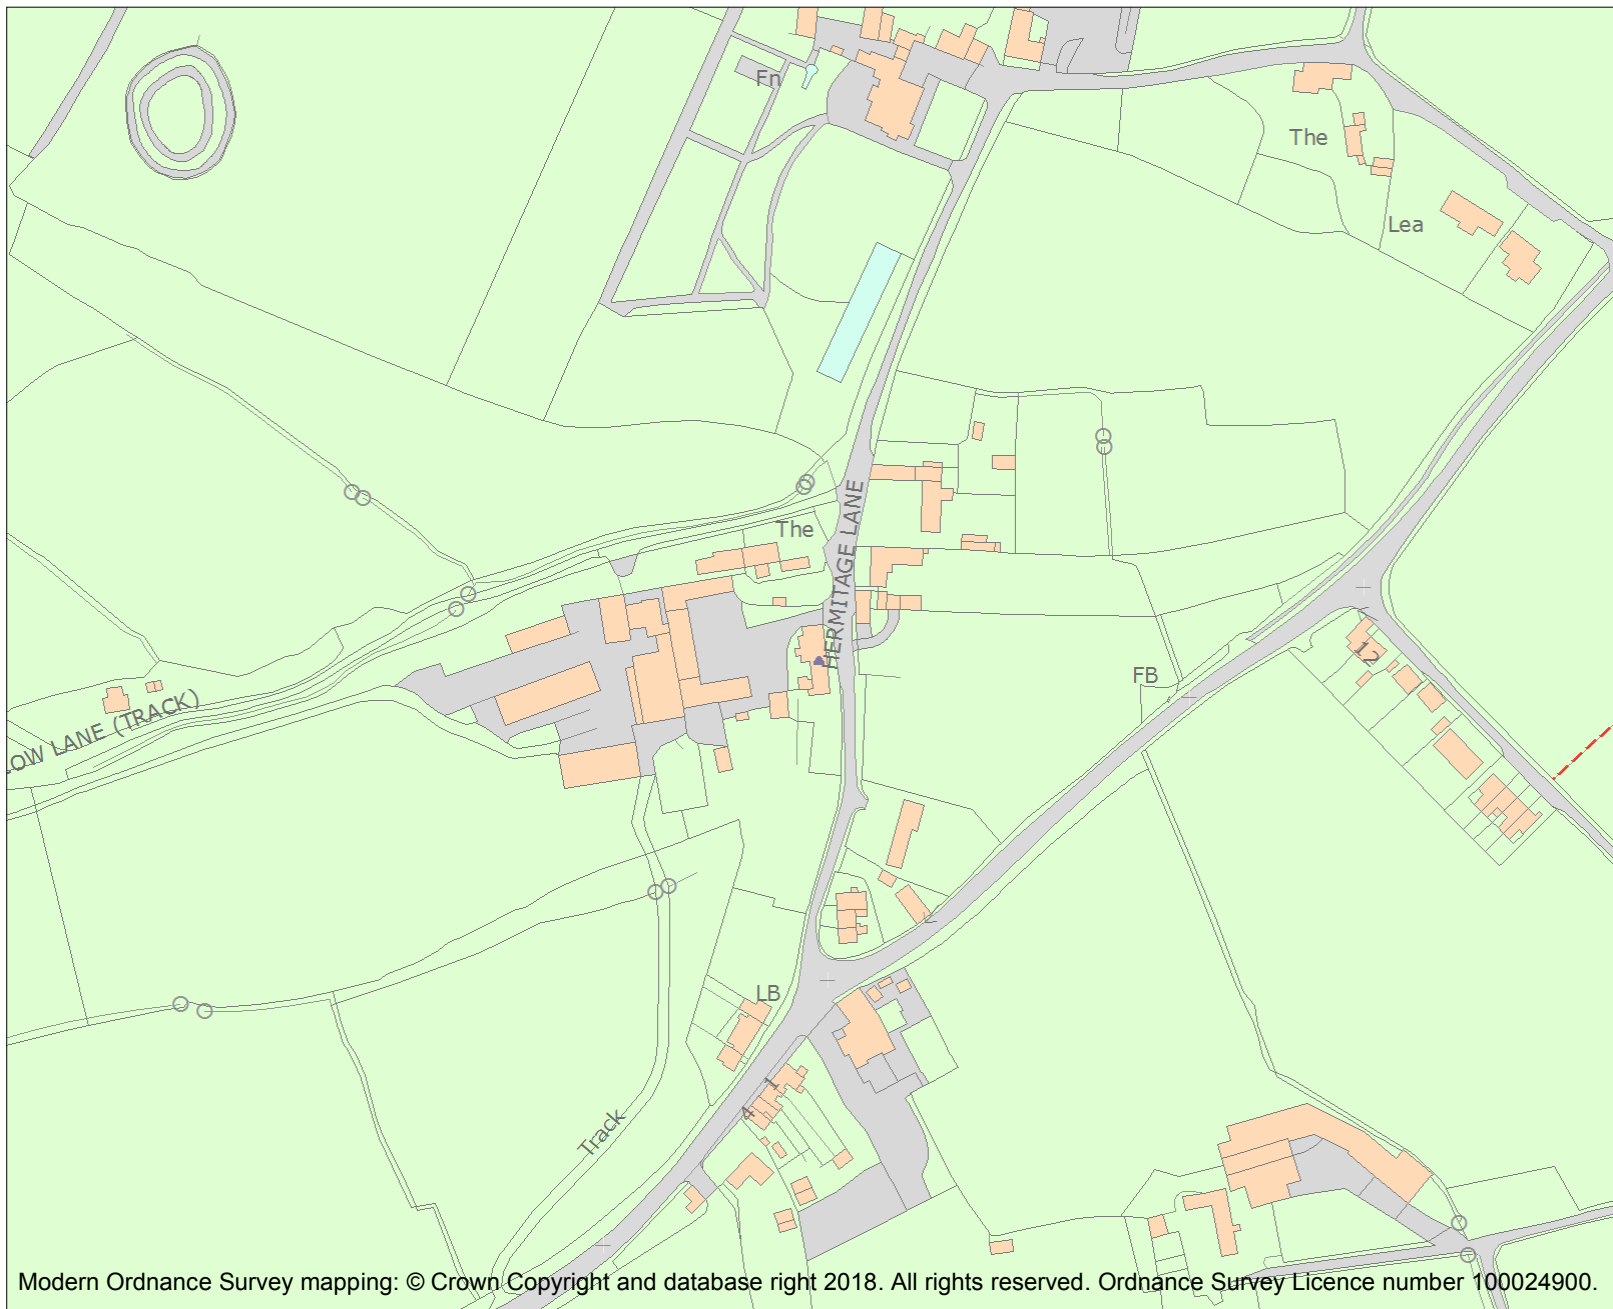 Fn
The
Lea
HERMITAGE LANE
The
FB
12
LOW LANE (TRACK)
LB
1
4
Track
Modern Ordnance Survey mapping: © Crown Copyright and database right 2018. All rights reserved. Ordnance Survey Licence number 100024900.